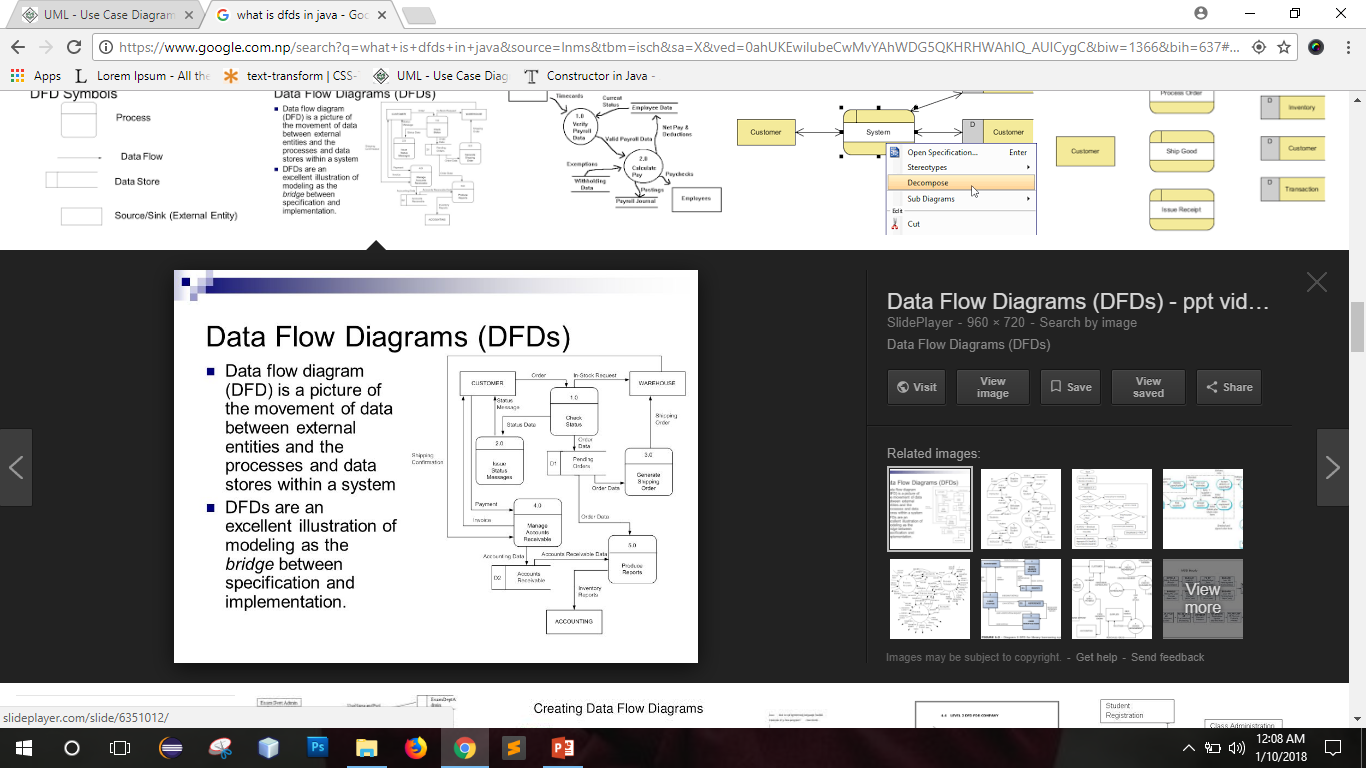 UML - Use Case Diagram
what is dfds in java - Goo
https://www.google.com.np/search?q=what+is+dfds+in+java&source=lnms&tbm=isch&sa=X&ved=0ahUKEwiIubeCwMvYAhWDG5QKHRHWAhIQ_AUICygC&biw=1366&bih=637#...
Apps
Lorem Ipsum - All the
text-transform | CSS-
UML - Use Case Diag
Constructor in Java -
DFD Symbols
Process
Data Flow
Data Store
Source/Sink (External Entity)
Data Flow Diagrams (DFDs)
Data flow diagram
(DFD) is a picture of
the movement of data
between external
entities and the
processes and data
stores within a system
DFDs are an
excellent illustration of
modeling as the
bridge between
specification and
implementation.
Timecards
Current
Status
Employee Data
1.0
Verify
Payroll
Data
Net Pay &
Deductions
Valid Payroll Data
2.0
Calculate
Pay
Exemptions
Withholding
Data
Paychecks
Postings
Payroll Journal
Employees
Customer
System
D
Customer
Open Specification...
Enter
Stereotypes
Decompose
Sub Diagrams
Edit
Cut
Customer
Process Order
Ship Good
Issue Receipt
D
Inventory
D
Customer
D
Transaction
Data Flow Diagrams (DFDs)
Data flow diagram
(DFD) is a picture of
the movement of data
between external
entities and the
processes and data
stores within a system
DFDs are an
excellent illustration of
modeling as the
bridge between
specification and
implementation.
CUSTOMER
Order
In-Stock Request
WAREHOUSE
1.0
Check
Status
Status
Message
Status Data
Shipping
Order
2.0
Issue
Status
Messages
Order
Data
D1
Pending
Orders
3.0
Generate
Shipping
Order
Shipping
Confirmation
Order Data
Payment
4.0
Manage
Accounts
Receivable
Invoice
Order Data
Accounting Data
Accounts Receivable Data
5.0
Produce
Reports
D2
Accounts
Receivable
Inventory
Reports
ACCOUNTING
Data Flow Diagrams (DFDs) - ppt vid…
SlidePlayer - 960 × 720 - Search by image
Data Flow Diagrams (DFDs)
Visit
View
image
Save
View
saved
Share
Related images:
View
more
Images may be subject to copyright. - Get help - Send feedback
Creating Data Flow Diagrams
Student
Registration
Class Administration
slideplayer.com/slide/6351012/
12:08 AM
1/10/2018